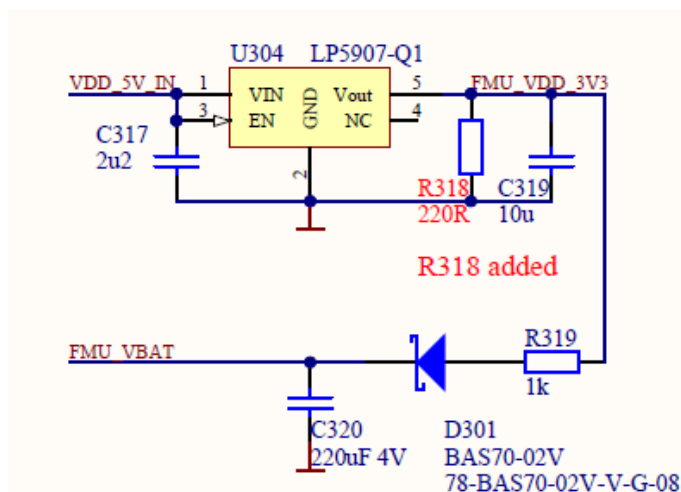 U304 LP5907-Q1
VDD_5V_IN 1 VIN Vout 5 FMU_VDD_3V3
3 EN GND NC 4
C317
2u2
2
R318 C319
220R 10u
R318 added
FMU_VBAT R319
1k
C320 D301
220uF 4V BAS70-02V
78-BAS70-02V-V-G-08